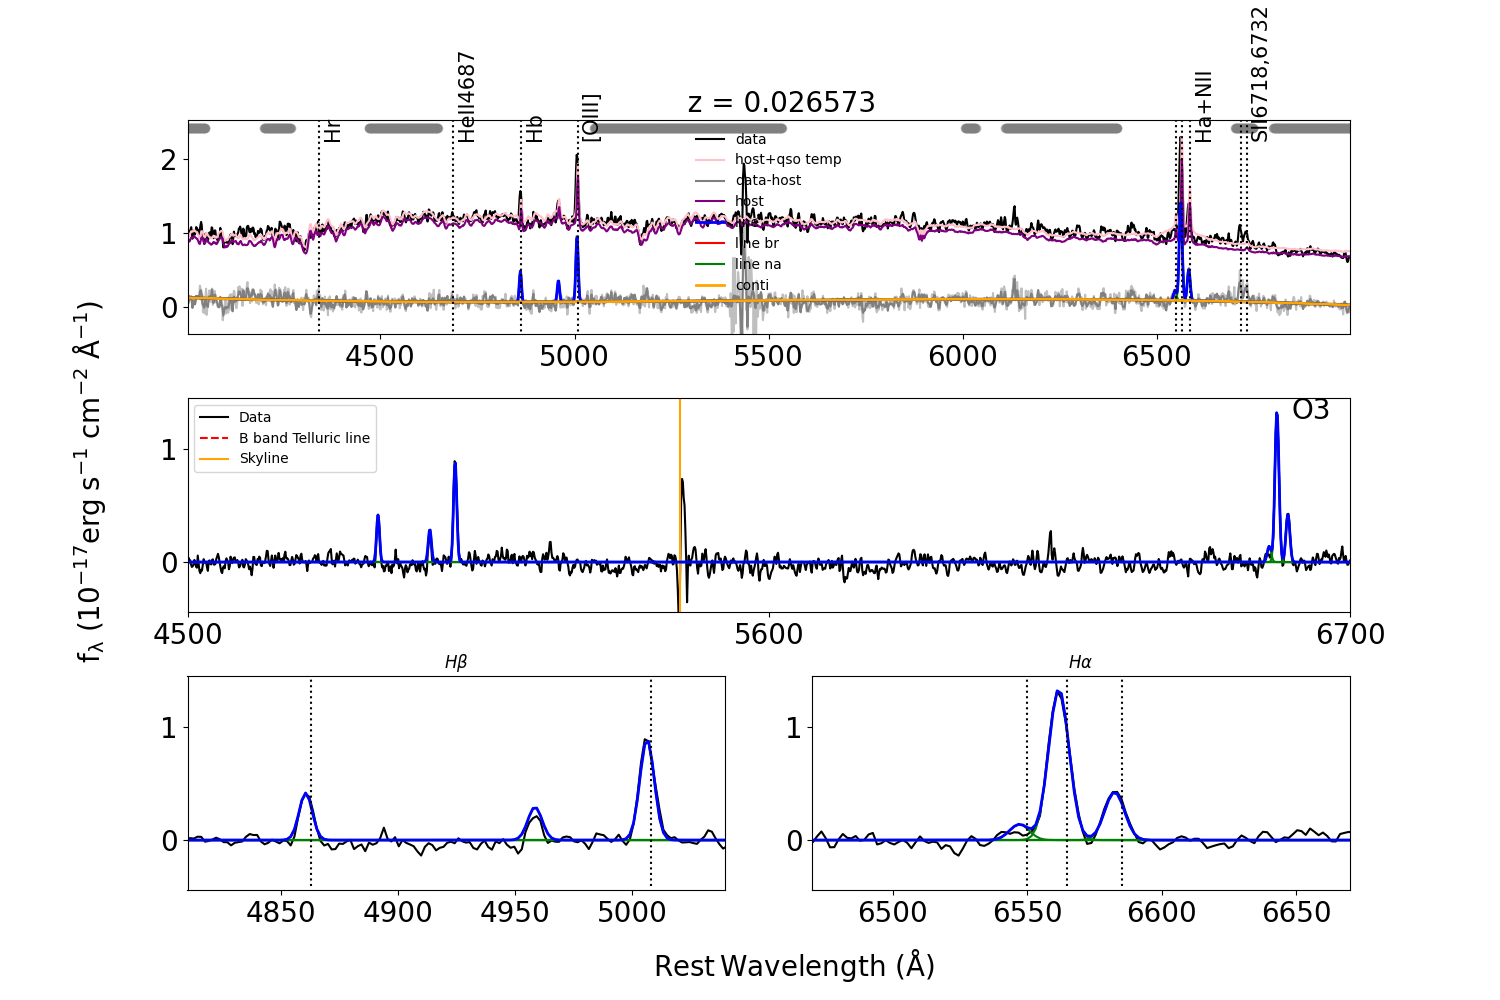 z = 0.026573
Hr
HeII4687
Hb
[OIII]
Ha+NII
SII6718,6732
data
host+qso temp
data-host
host
line br
line na
conti
2
1
0
4500
5000
5500
6000
6500
Data
B band Telluric line
Skyline
O3
1
0
4500
5600
6700
fλ (10⁻¹⁷erg s⁻¹ cm⁻² Å⁻¹)
Hβ
1
0
4850
4900
4950
5000
Hα
1
0
6500
6550
6600
6650
Rest Wavelength (Å)